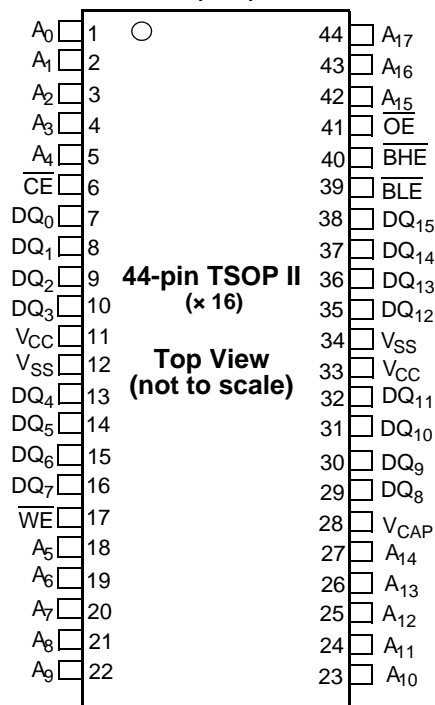 A0 1 44 A17
A1 2 43 A16
A2 3 42 A15
A3 4 41 OE
A4 5 40 BHE
CE 6 39 BLE
DQ0 7 38 DQ15
DQ1 8 37 DQ14
DQ2 9 44-pin TSOP II 36 DQ13
DQ3 10 (× 16) 35 DQ12
VCC 11 34 VSS
VSS 12 Top View 33 VCC
DQ4 13 (not to scale) 32 DQ11
DQ5 14 31 DQ10
DQ6 15 30 DQ9
DQ7 16 29 DQ8
WE 17 28 VCAP
A5 18 27 A14
A6 19 26 A13
A7 20 25 A12
A8 21 24 A11
A9 22 23 A10